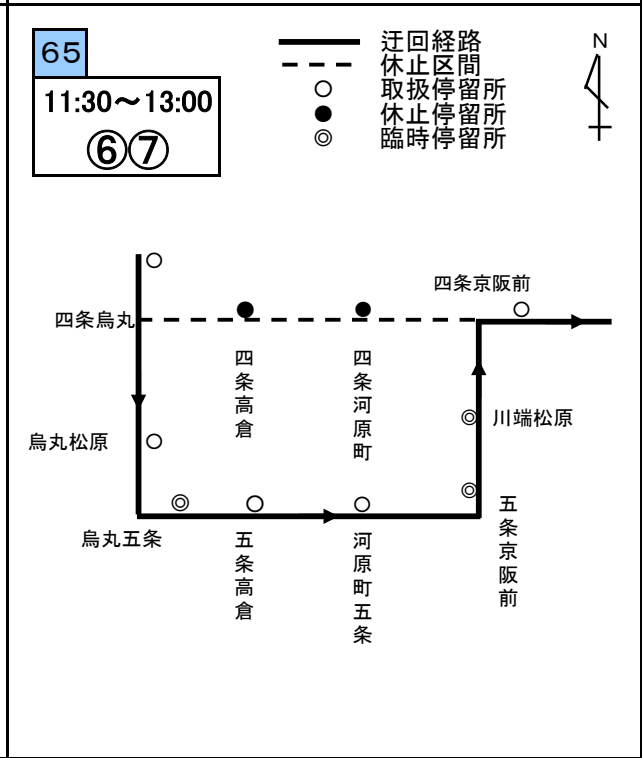 65
11:30～13:00
⑥⑦
迂回経路
休止区間
取扱停留所
休止停留所
臨時停留所
N
四条京阪前
四条烏丸
四条高倉
四条河原町
川端松原
烏丸松原
烏丸五条
五条高倉
河原町五条
五条京阪前